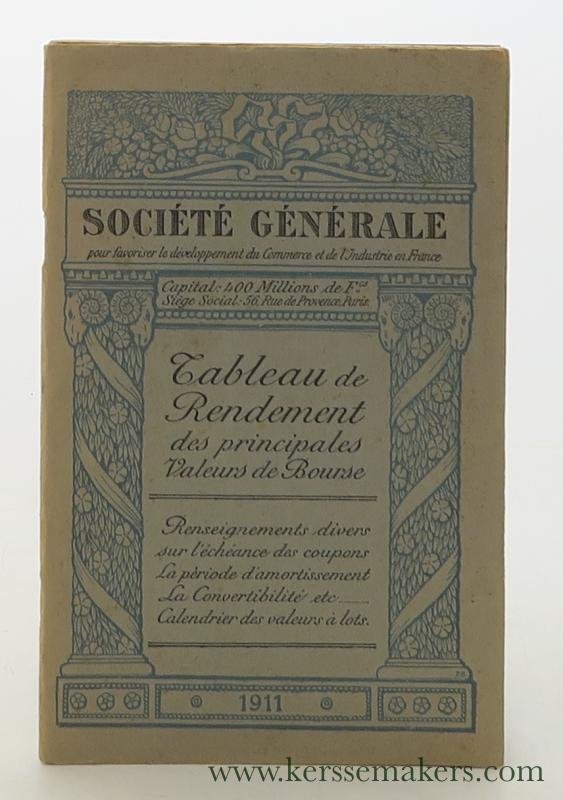 SOCIÉTÉ GÉNÉRALE
pour favoriser le développement du Commerce et de l'Industrie en France
Capital: 400 Millions de F.cs
Siège Social: 56, Rue de Provence, Paris.
Tableau de
Rendement
des principales
Valeurs de Bourse
Renseignements divers
sur l'échéance des coupons
La période d'amortissement
La Convertibilité etc
Calendrier des valeurs à lots.
1911
www.kerssemakers.com